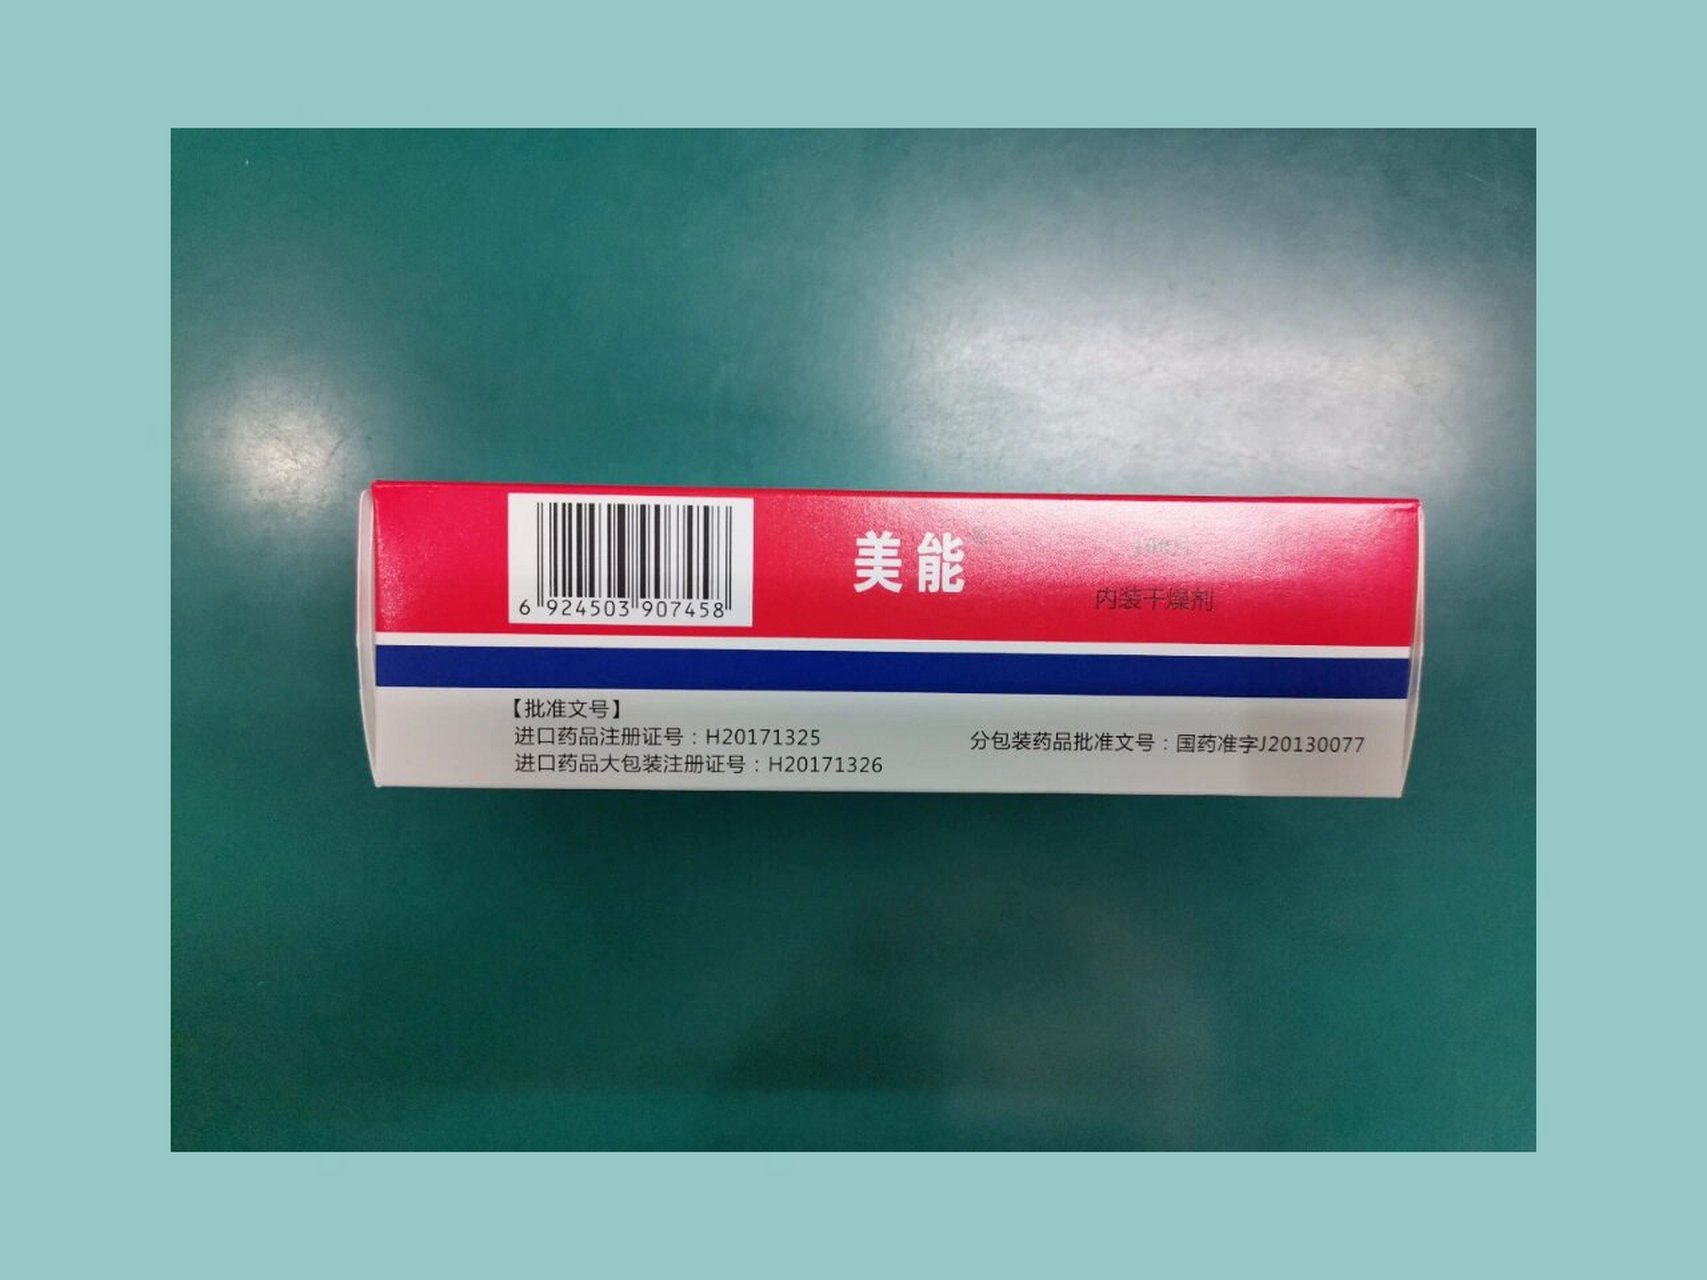 6 924503 907458
美能
内装干燥剂
【批准文号】
进口药品注册证号：H20171325
分包装药品批准文号：国药准字J20130077
进口药品大包装注册证号：H20171326